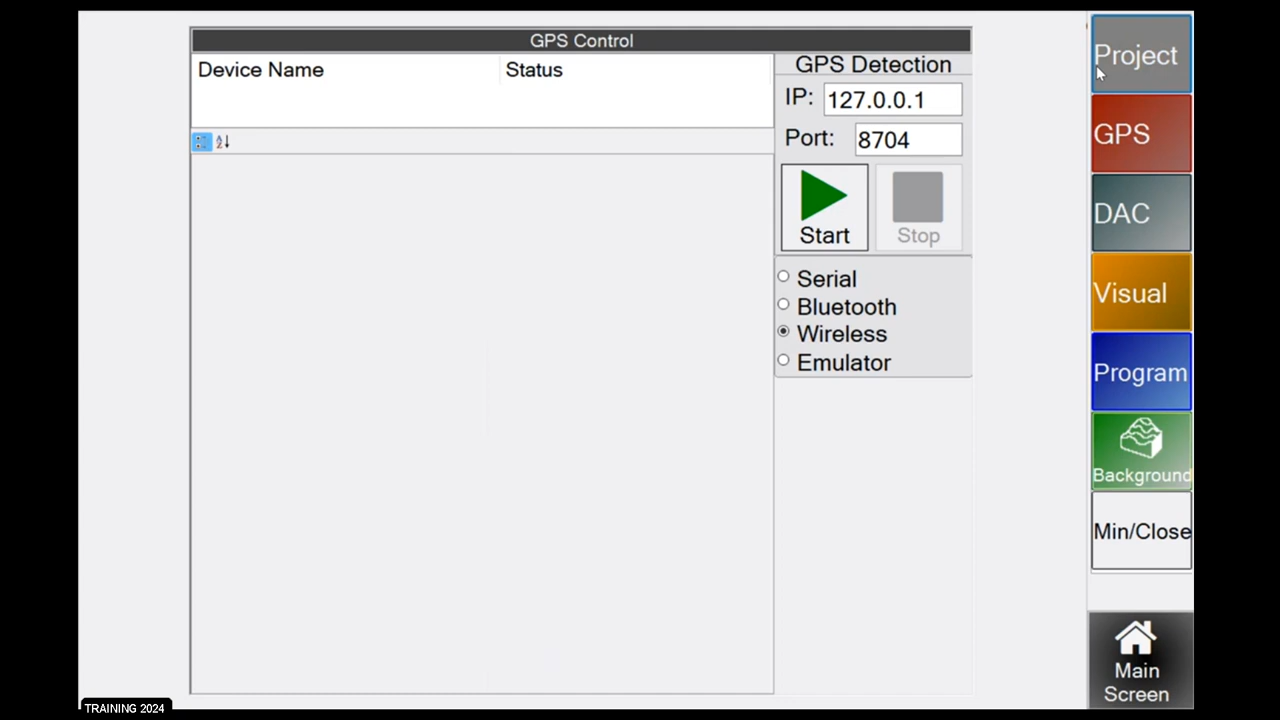 GPS Control
Device Name Status
GPS Detection
IP: 127.0.0.1
Port: 8704
Start Stop
Serial
Bluetooth
Wireless
Emulator
Project
GPS
DAC
Visual
Program
Background
Min/Close
Main
Screen
TRAINING 2024